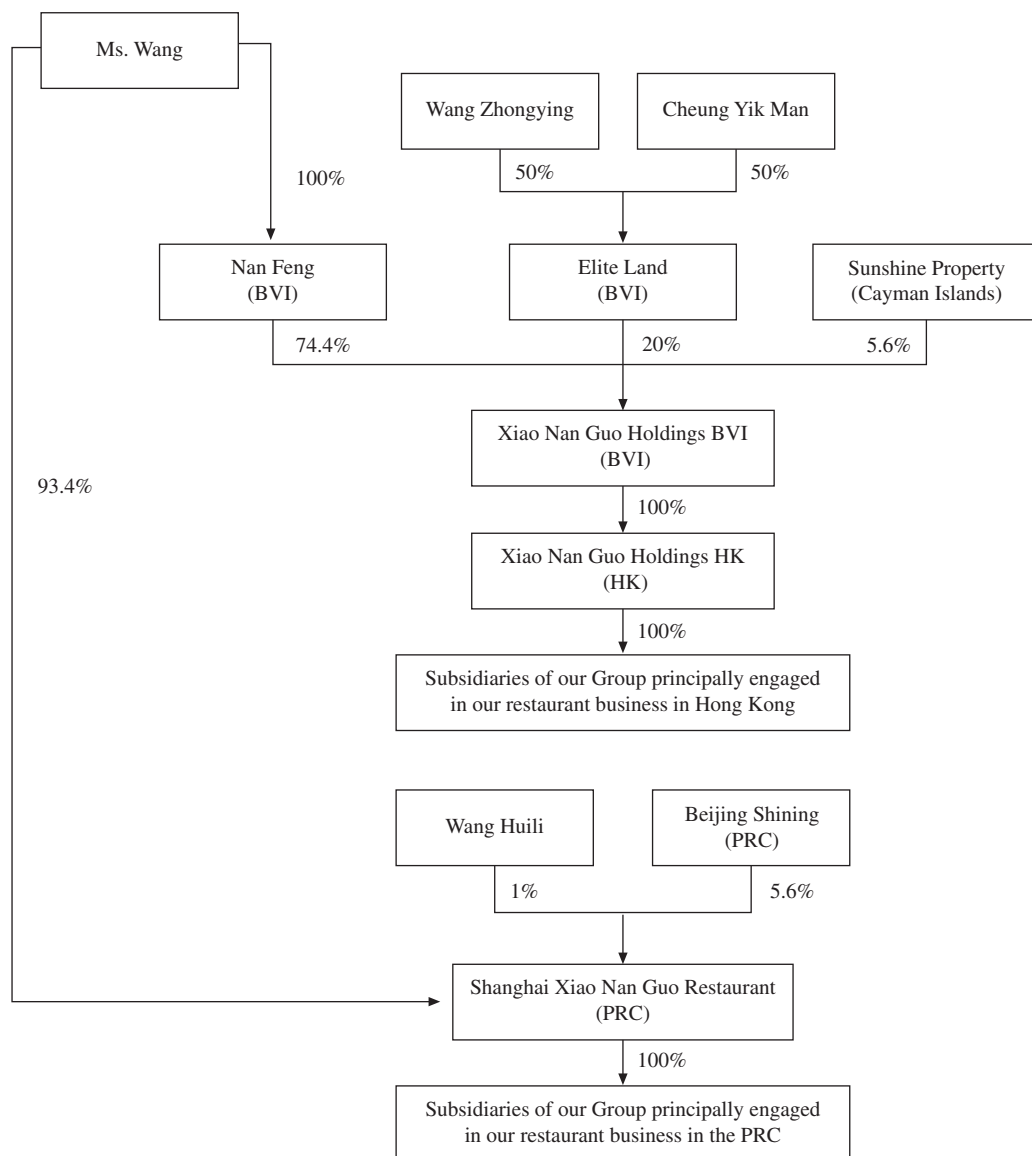 Ms. Wang
Wang Zhongying
Cheung Yik Man
50%
50%
100%
Nan Feng
(BVI)
Elite Land
(BVI)
Sunshine Property
(Cayman Islands)
74.4%
20%
5.6%
Xiao Nan Guo Holdings BVI
(BVI)
93.4%
100%
Xiao Nan Guo Holdings HK
(HK)
100%
Subsidiaries of our Group principally engaged
in our restaurant business in Hong Kong
Wang Huili
Beijing Shining
(PRC)
1%
5.6%
Shanghai Xiao Nan Guo Restaurant
(PRC)
100%
Subsidiaries of our Group principally engaged
in our restaurant business in the PRC